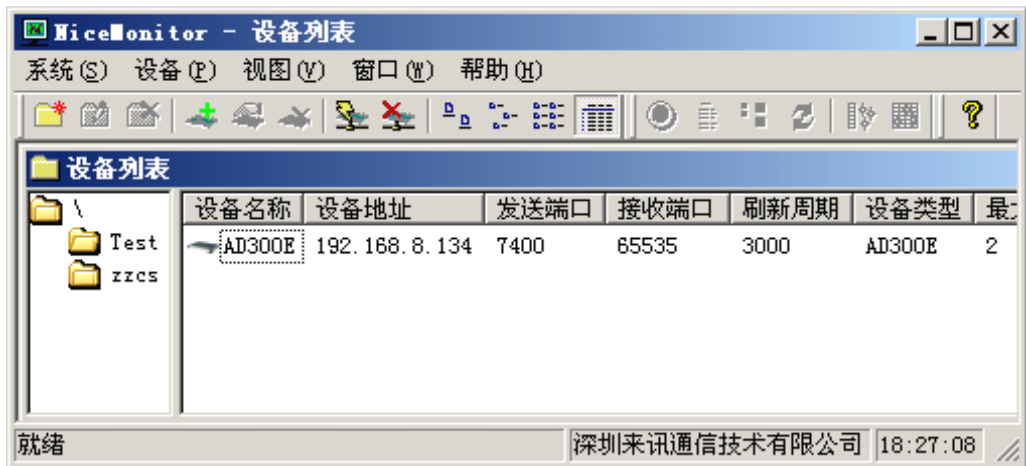 NiceMonitor - 设备列表
系统(S) 设备(P) 视图(V) 窗口(W) 帮助(H)
设备列表
\ 设备名称 设备地址 发送端口 接收端口 刷新周期 设备类型 最
Test AD300E 192.168.8.134 7400 65535 3000 AD300E 2
zzcs
就绪 深圳来讯通信技术有限公司 18:27:08